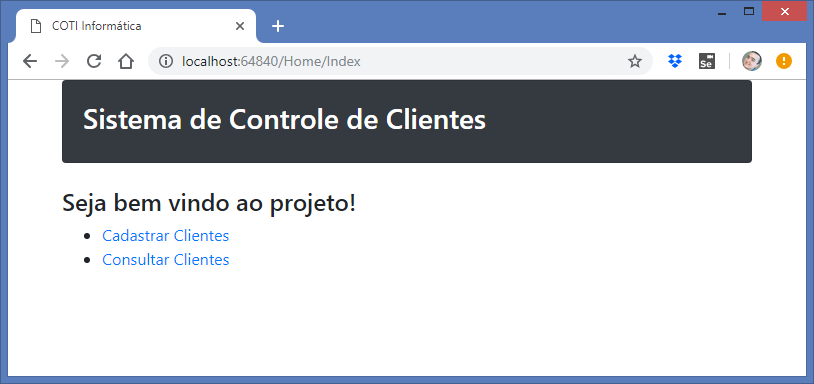 COTI Informática
localhost:64840/Home/Index
Se
Sistema de Controle de Clientes
Seja bem vindo ao projeto!
Cadastrar Clientes
Consultar Clientes